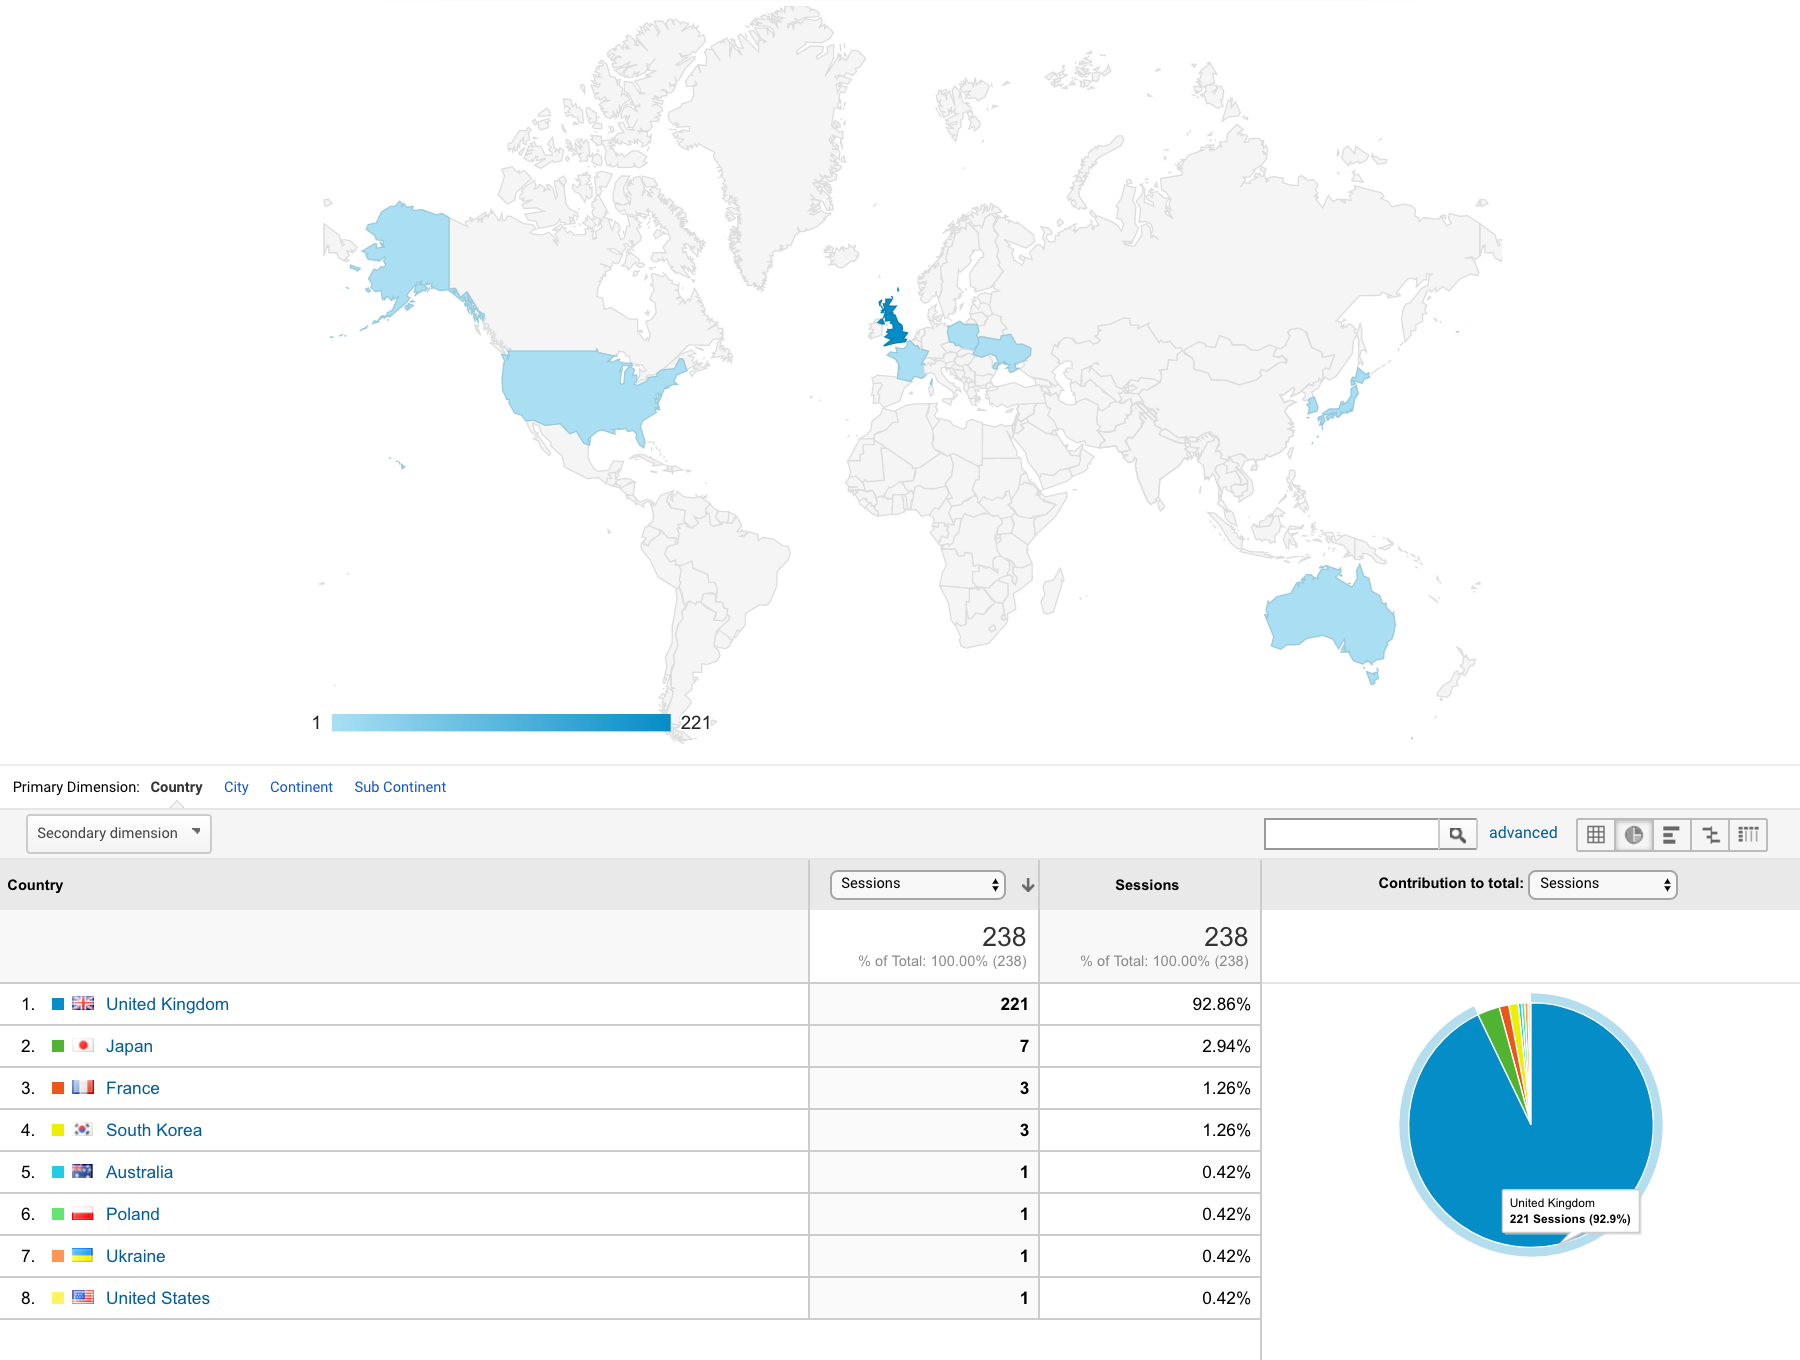 1 221
Primary Dimension: Country City Continent Sub Continent
Secondary dimension advanced
Country Sessions Sessions Contribution to total: Sessions
238 238
% of Total: 100.00% (238) % of Total: 100.00% (238)
1. United Kingdom 221 92.86%
2. Japan 7 2.94%
3. France 3 1.26%
4. South Korea 3 1.26%
5. Australia 1 0.42%
6. Poland 1 0.42%
7. Ukraine 1 0.42%
8. United States 1 0.42%
United Kingdom
221 Sessions (92.9%)